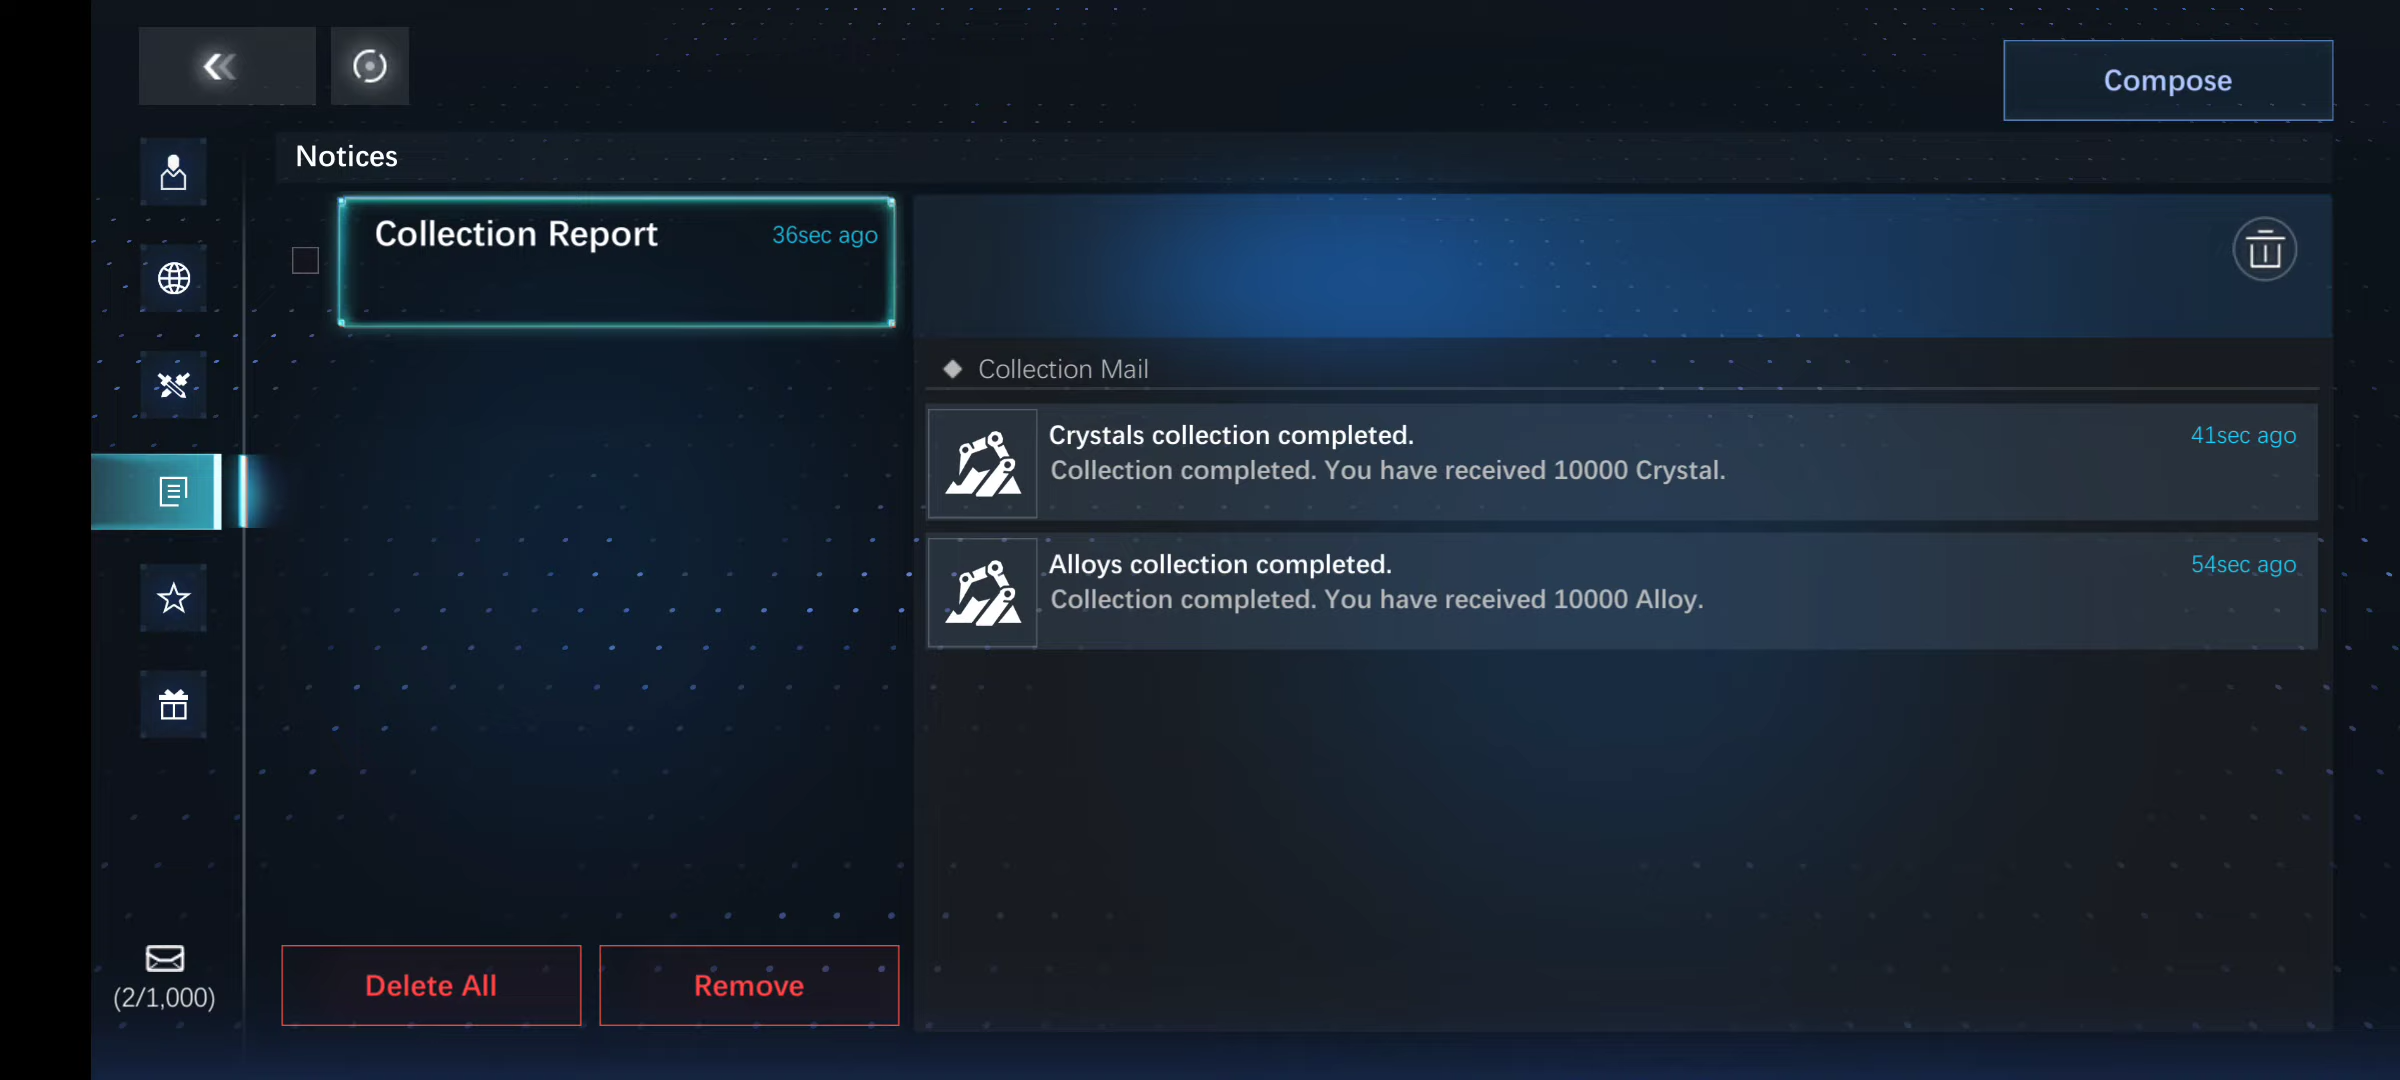 Compose
Notices
Collection Report
36sec ago
Collection Mail
Crystals collection completed.
41sec ago
Collection completed. You have received 10000 Crystal.
Alloys collection completed.
54sec ago
Collection completed. You have received 10000 Alloy.
(2/1,000)
Delete All
Remove